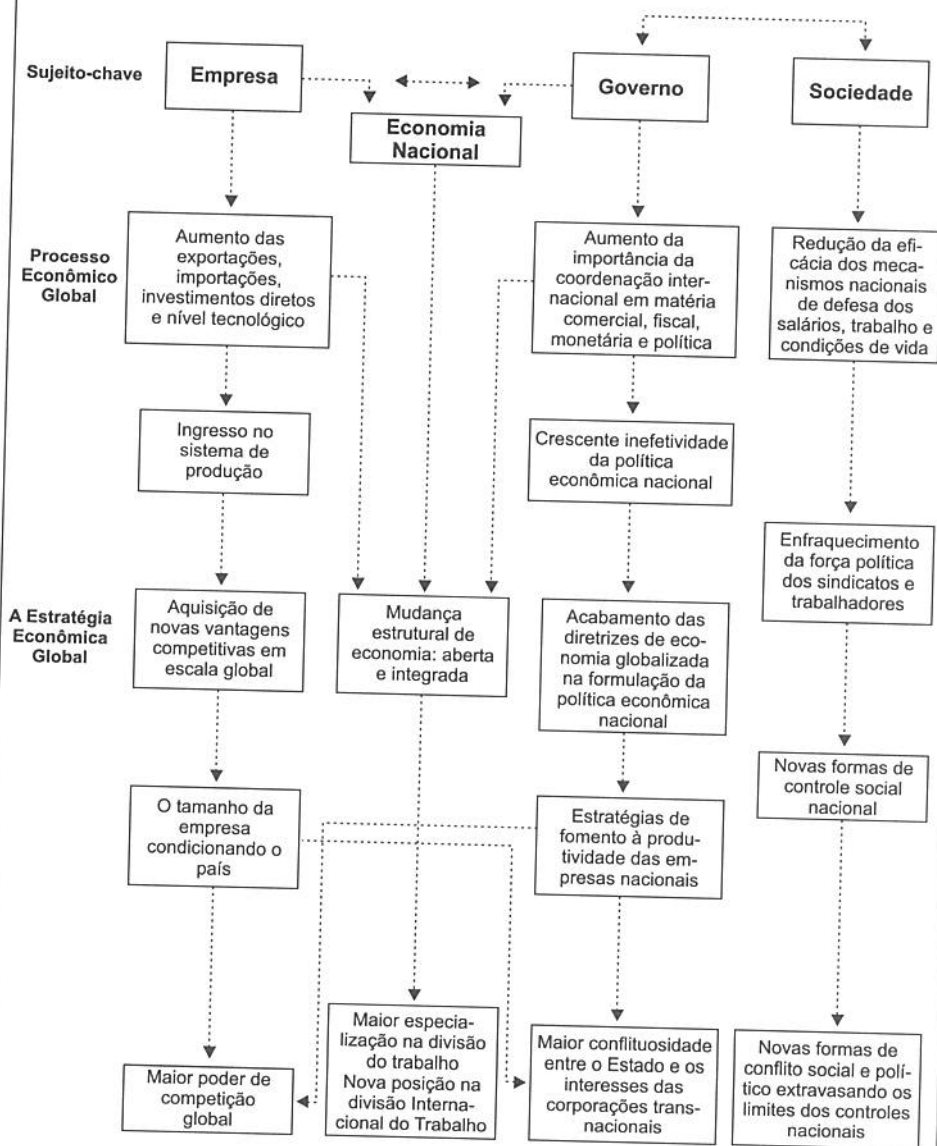 Sujeito-chave
Empresa
Governo
Sociedade
Economia
Nacional
Processo
Econômico
Global
Aumento das
exportações,
importações,
investimentos diretos
e nível tecnológico
Aumento da
importância da
coordenação inter-
nacional em matéria
comercial, fiscal,
monetária e política
Redução da efi-
cácia dos meca-
nismos nacionais
de defesa dos
salários, trabalho e
condições de vida
Ingresso no
sistema de
produção
Crescente inefetividade
da política
econômica nacional
Enfraquecimento
da força política
dos sindicatos e
trabalhadores
A Estratégia
Econômica
Global
Aquisição de
novas vantagens
competitivas em
escala global
Mudança
estrutural de
economia: aberta
e integrada
Acabamento das
diretrizes de eco-
nomia globalizada
na formulação da
política econômica
nacional
Novas formas de
controle social
nacional
O tamanho da
empresa
condicionando o
país
Estratégias de
fomento à produ-
tividade das em-
presas nacionais
Maior poder de
competição
global
Maior especia-
lização na divisão
do trabalho
Nova posição na
divisão Interna-
cional do Trabalho
Maior conflituosidade
entre o Estado e os
interesses das
corporações trans-
nacionais
Novas formas de
conflito social e polí-
tico extravasando os
limites dos controles
nacionais